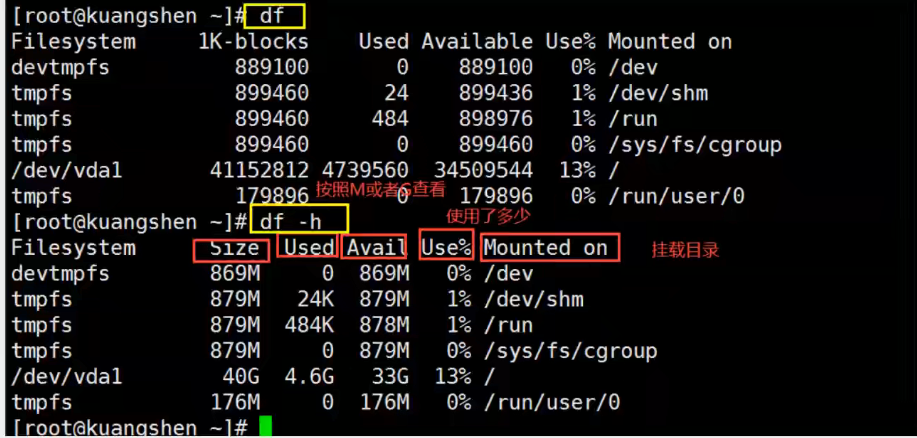 [root@kuangshen ~]# df
Filesystem 1K-blocks Used Available Use% Mounted on
devtmpfs 889100 0 889100 0% /dev
tmpfs 899460 24 899436 1% /dev/shm
tmpfs 899460 484 898976 1% /run
tmpfs 899460 0 899460 0% /sys/fs/cgroup
/dev/vda1 41152812 4739560 34509544 13% /
tmpfs 179896 0 179896 0% /run/user/0
按照M或者G查看
[root@kuangshen ~]# df -h
使用了多少
Filesystem Size Used Avail Use% Mounted on
挂载目录
devtmpfs 869M 0 869M 0% /dev
tmpfs 879M 24K 879M 1% /dev/shm
tmpfs 879M 484K 878M 1% /run
tmpfs 879M 0 879M 0% /sys/fs/cgroup
/dev/vda1 40G 4.6G 33G 13% /
tmpfs 176M 0 176M 0% /run/user/0
[root@kuangshen ~]#